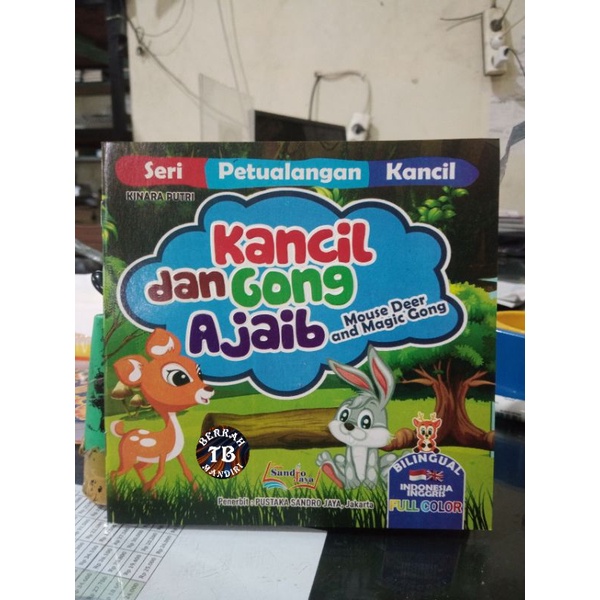 Seri Petualangan Kancil
KINARA PUTRI
Kancil
dan Gong
Ajaib
Mouse Deer
and Magic Gong
BERKAH
TB
MANDIRI
Sandro
Jaya
Penerbit : PUSTAKA SANDRO JAYA, Jakarta
BILINGUAL
INDONESIA
INGGRIS
FULL COLOR